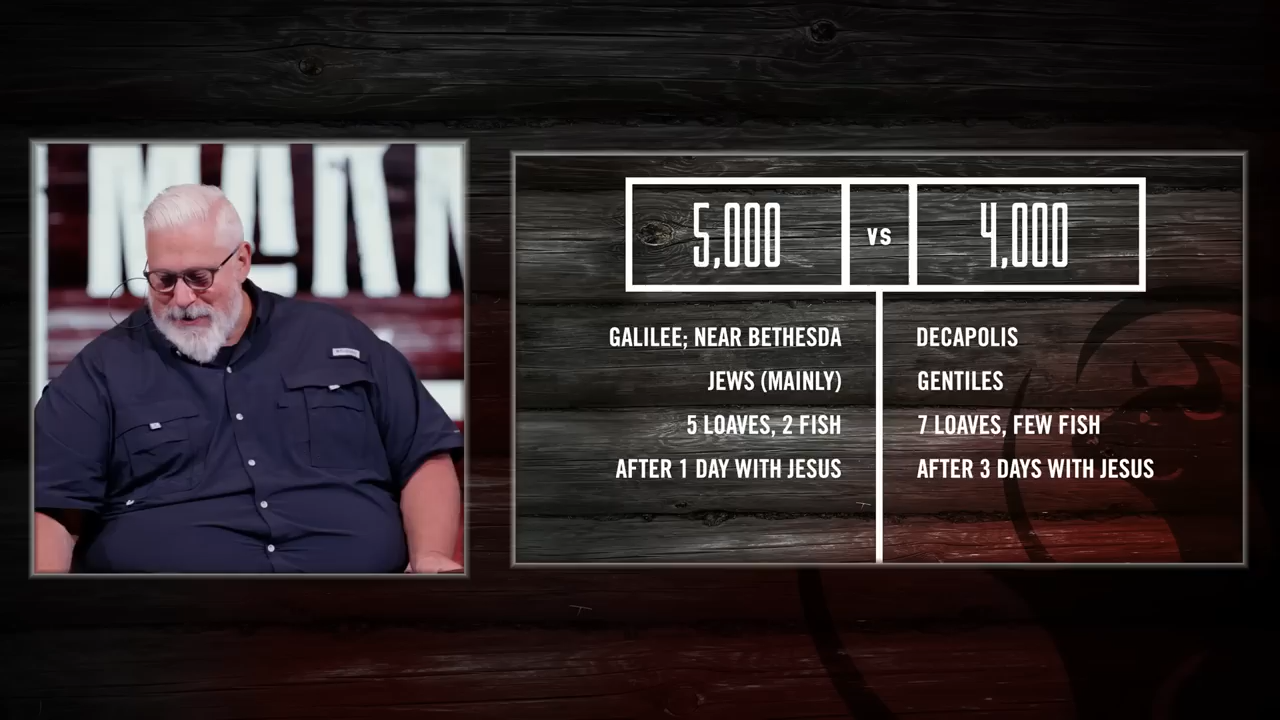 MARK
5,000 VS 4,000
GALILEE; NEAR BETHESDA
DECAPOLIS
JEWS (MAINLY)
GENTILES
5 LOAVES, 2 FISH
7 LOAVES, FEW FISH
AFTER 1 DAY WITH JESUS
AFTER 3 DAYS WITH JESUS